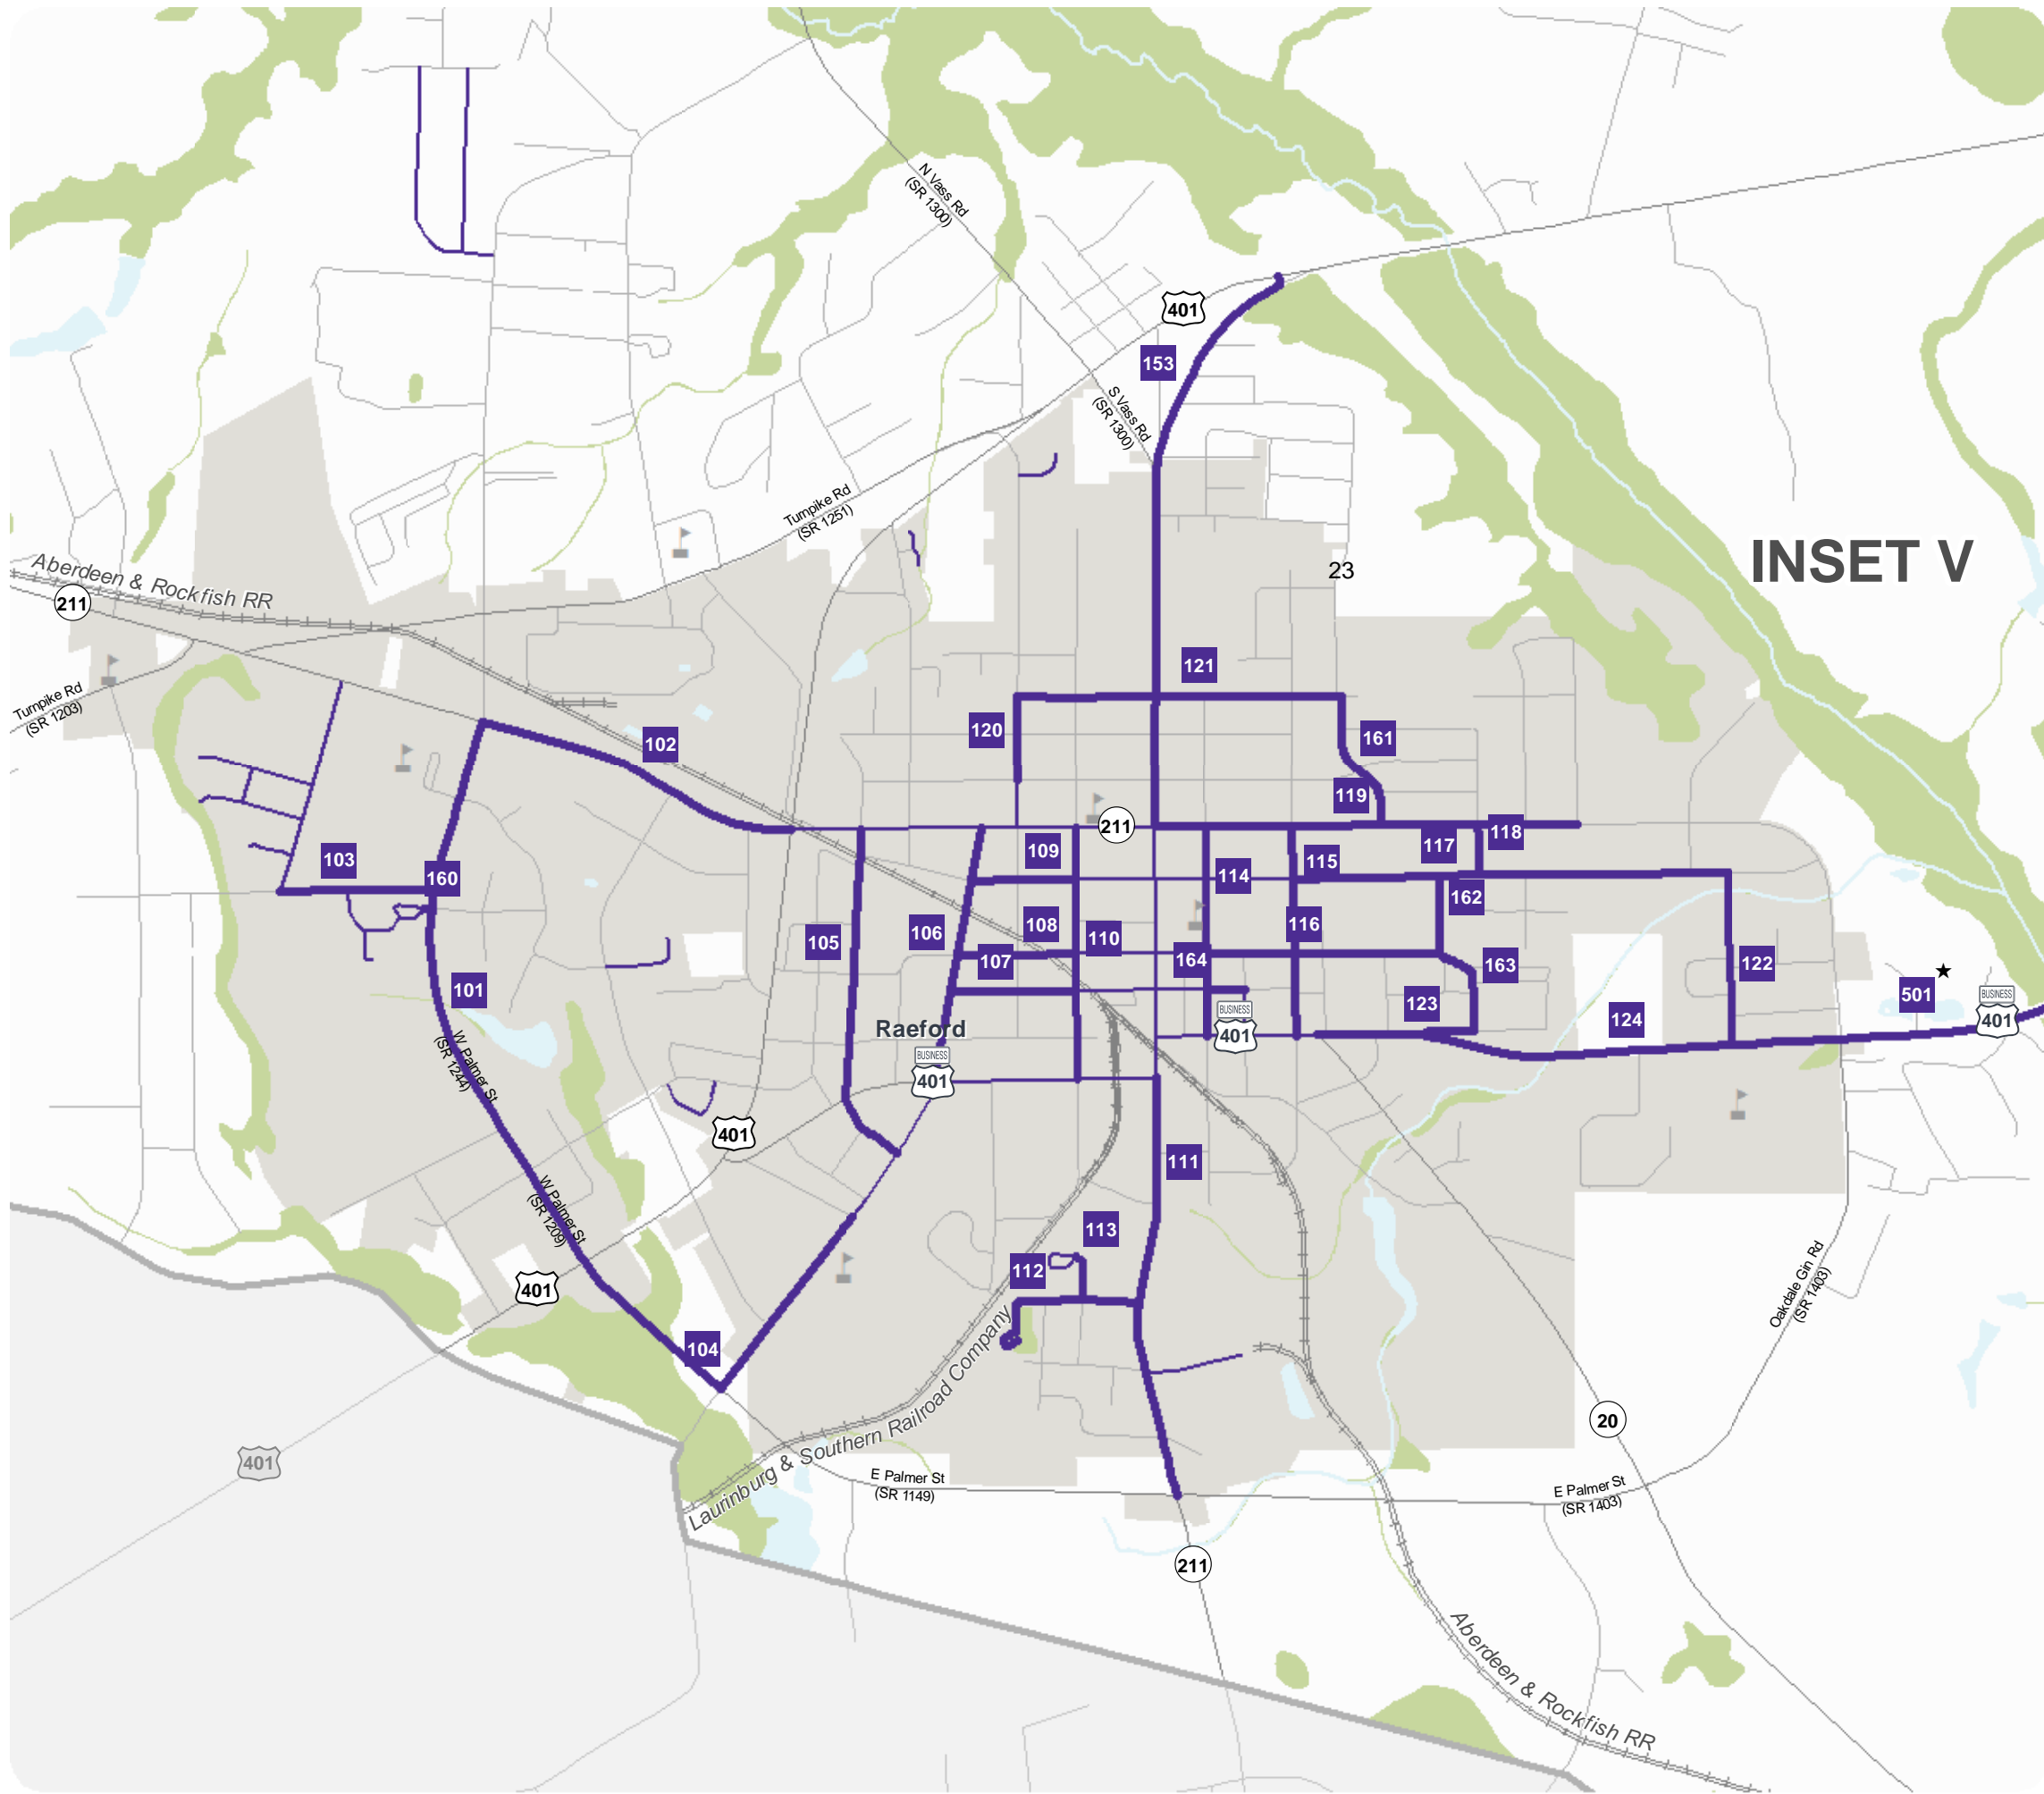 N Vass Rd
(SR 1300)
401
153
S Vass Rd
(SR 1300)
Turnpike Rd
(SR 1251)
INSET V
23
Aberdeen & Rockfish RR
211
Turnpike Rd
(SR 1203)
121
120
161
102
119
211
118
117
109
115
103
160
114
162
116
108
106
110
105
107
164
163
122
101
501
123
124
BUSINESS
401
BUSINESS
401
Raeford
BUSINESS
401
W Palmer St
(SR 1244)
401
111
W Palmer St
(SR 1209)
113
112
401
Oakdale Gin Rd
(SR 1403)
104
Laurinburg & Southern Railroad Company
20
401
E Palmer St
(SR 1149)
E Palmer St
(SR 1403)
211
Aberdeen & Rockfish RR